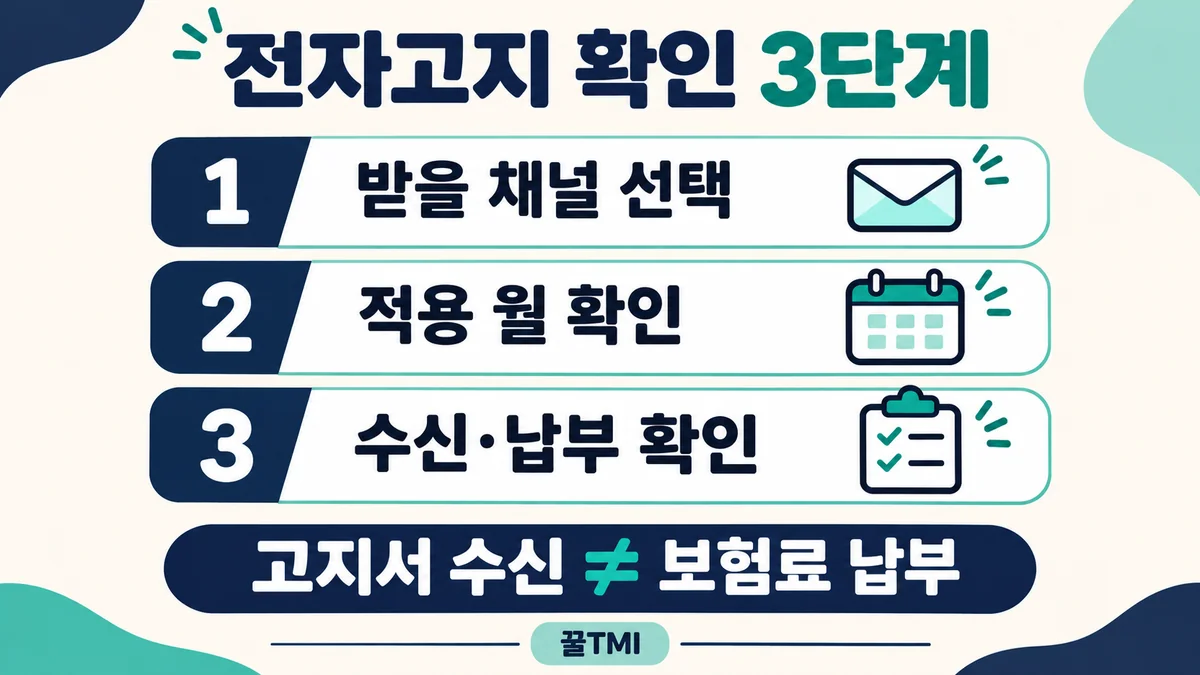 전자고지 확인 3단계
1 받을 채널 선택
2 적용 월 확인
3 수신·납부 확인
고지서 수신 ≠ 보험료 납부
꿀TMI